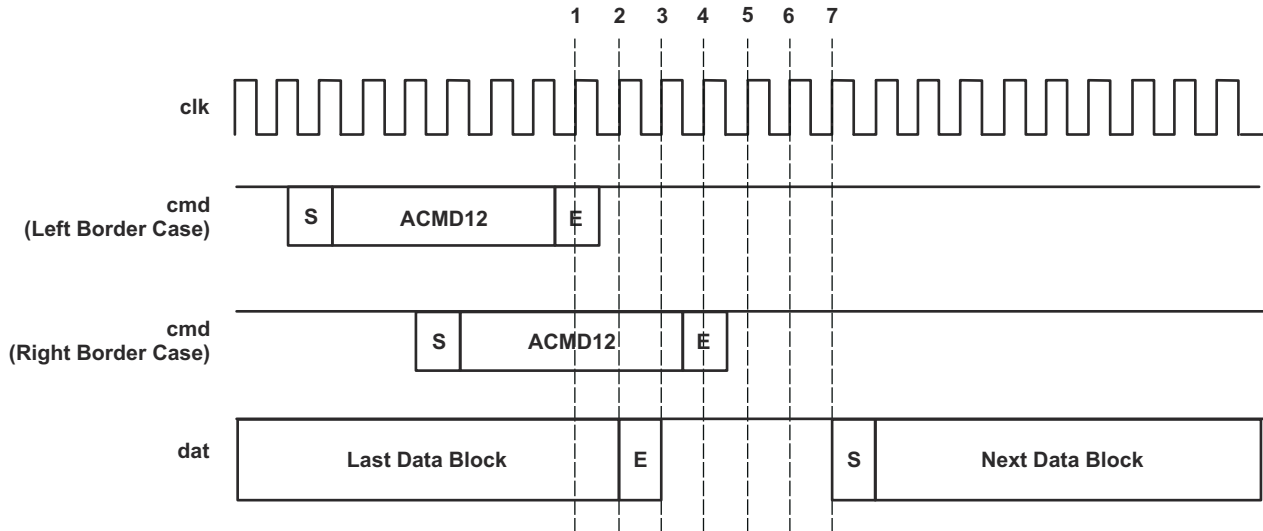 1 2 3 4 5 6 7
clk
cmd
(Left Border Case)
S ACMD12 E
cmd
(Right Border Case)
S ACMD12 E
dat
Last Data Block E S Next Data Block